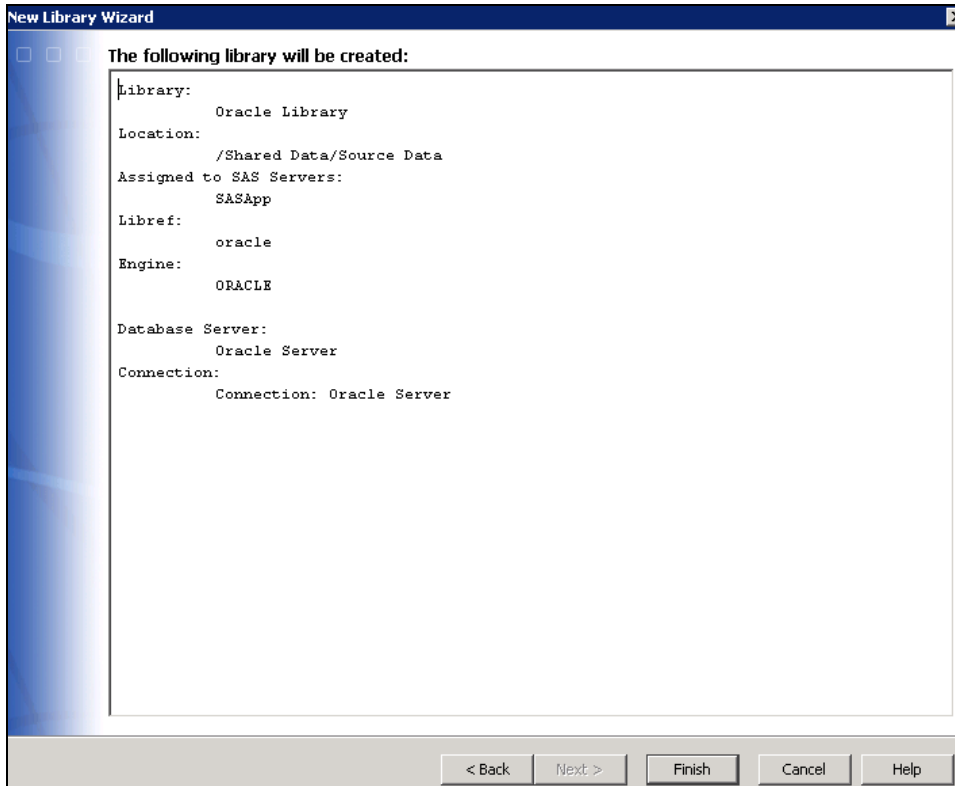 New Library Wizard
The following library will be created:
Library:
Oracle Library
Location:
/Shared Data/Source Data
Assigned to SAS Servers:
SASApp
Libref:
oracle
Engine:
ORACLE
Database Server:
Oracle Server
Connection:
Connection: Oracle Server
< Back Next > Finish Cancel Help